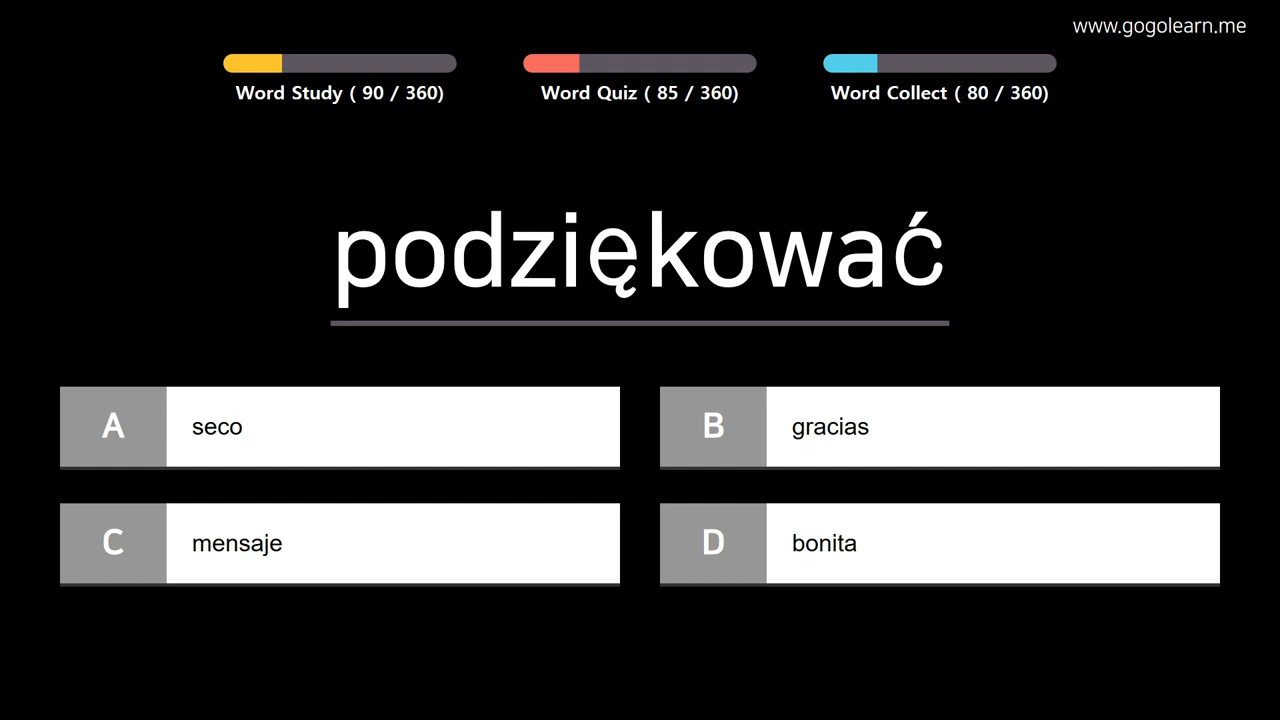 www.gogolearn.me
Word Study ( 90 / 360)
Word Quiz ( 85 / 360)
Word Collect ( 80 / 360)
podziękować
A seco
B gracias
C mensaje
D bonita